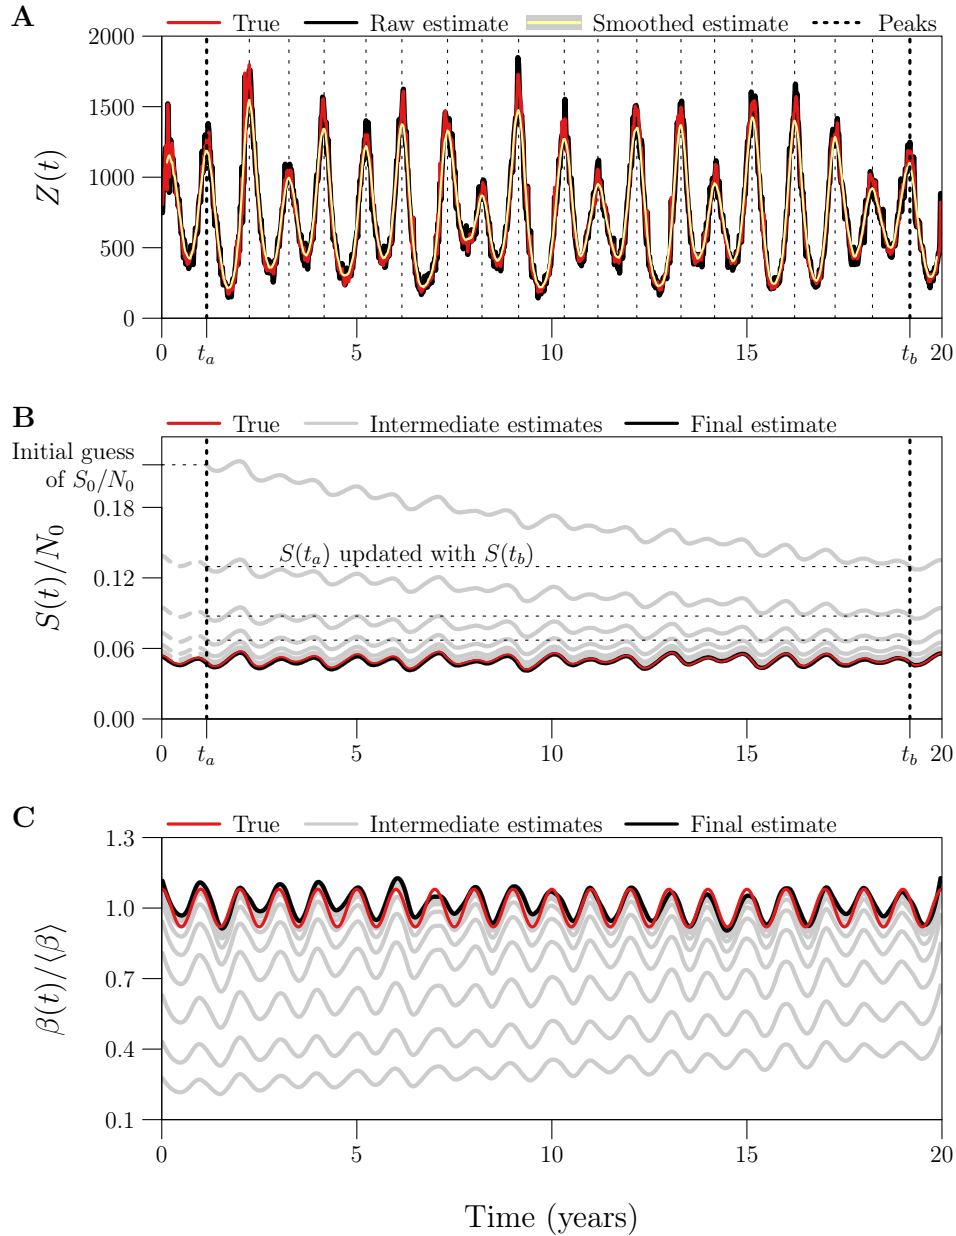 A
True Raw estimate Smoothed estimate Peaks
2000
1500
1000
500
0
Z(t)
0 t_a 5 10 15 t_b 20
B
True Intermediate estimates Final estimate
Initial guess
of S_0/N_0
0.18
0.12
0.06
0.00
S(t)/N_0
S(t_a) updated with S(t_b)
0 t_a 5 10 15 t_b 20
C
True Intermediate estimates Final estimate
1.3
1.0
0.7
0.4
0.1
β(t)/⟨β⟩
0 5 10 15 20
Time (years)